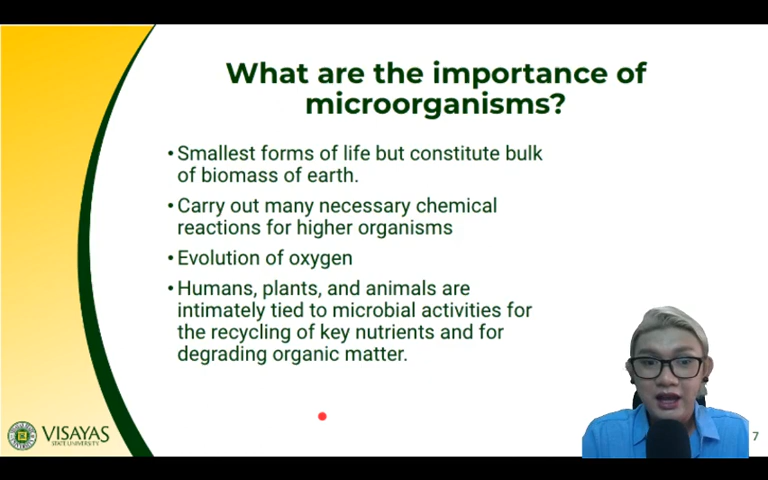 What are the importance of
microorganisms?
• Smallest forms of life but constitute bulk
of biomass of earth.
• Carry out many necessary chemical
reactions for higher organisms
• Evolution of oxygen
• Humans, plants, and animals are
intimately tied to microbial activities for
the recycling of key nutrients and for
degrading organic matter.
VISAYAS
STATE UNIVERSITY
7